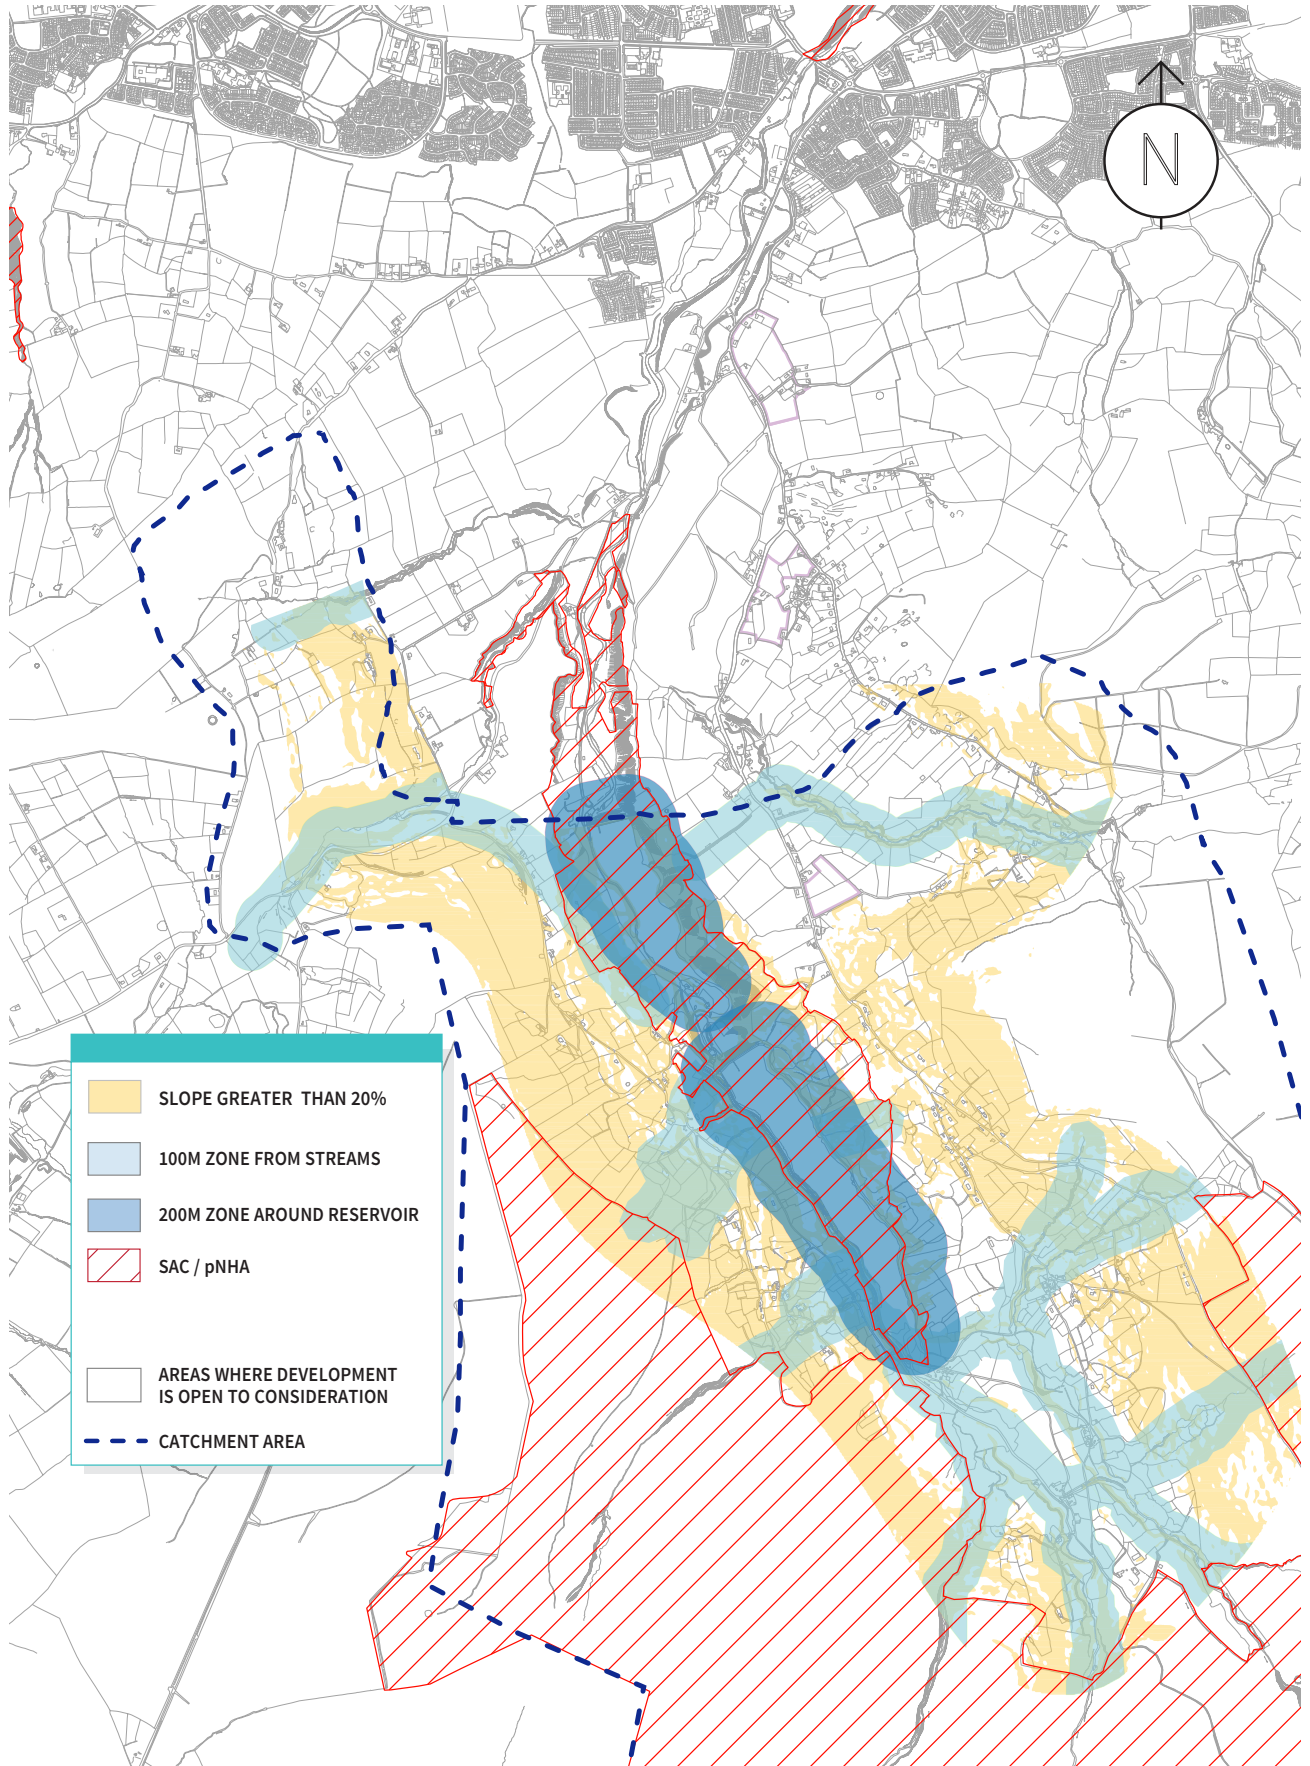 N
SLOPE GREATER THAN 20%
100M ZONE FROM STREAMS
200M ZONE AROUND RESERVOIR
SAC / pNHA
AREAS WHERE DEVELOPMENT
IS OPEN TO CONSIDERATION
CATCHMENT AREA